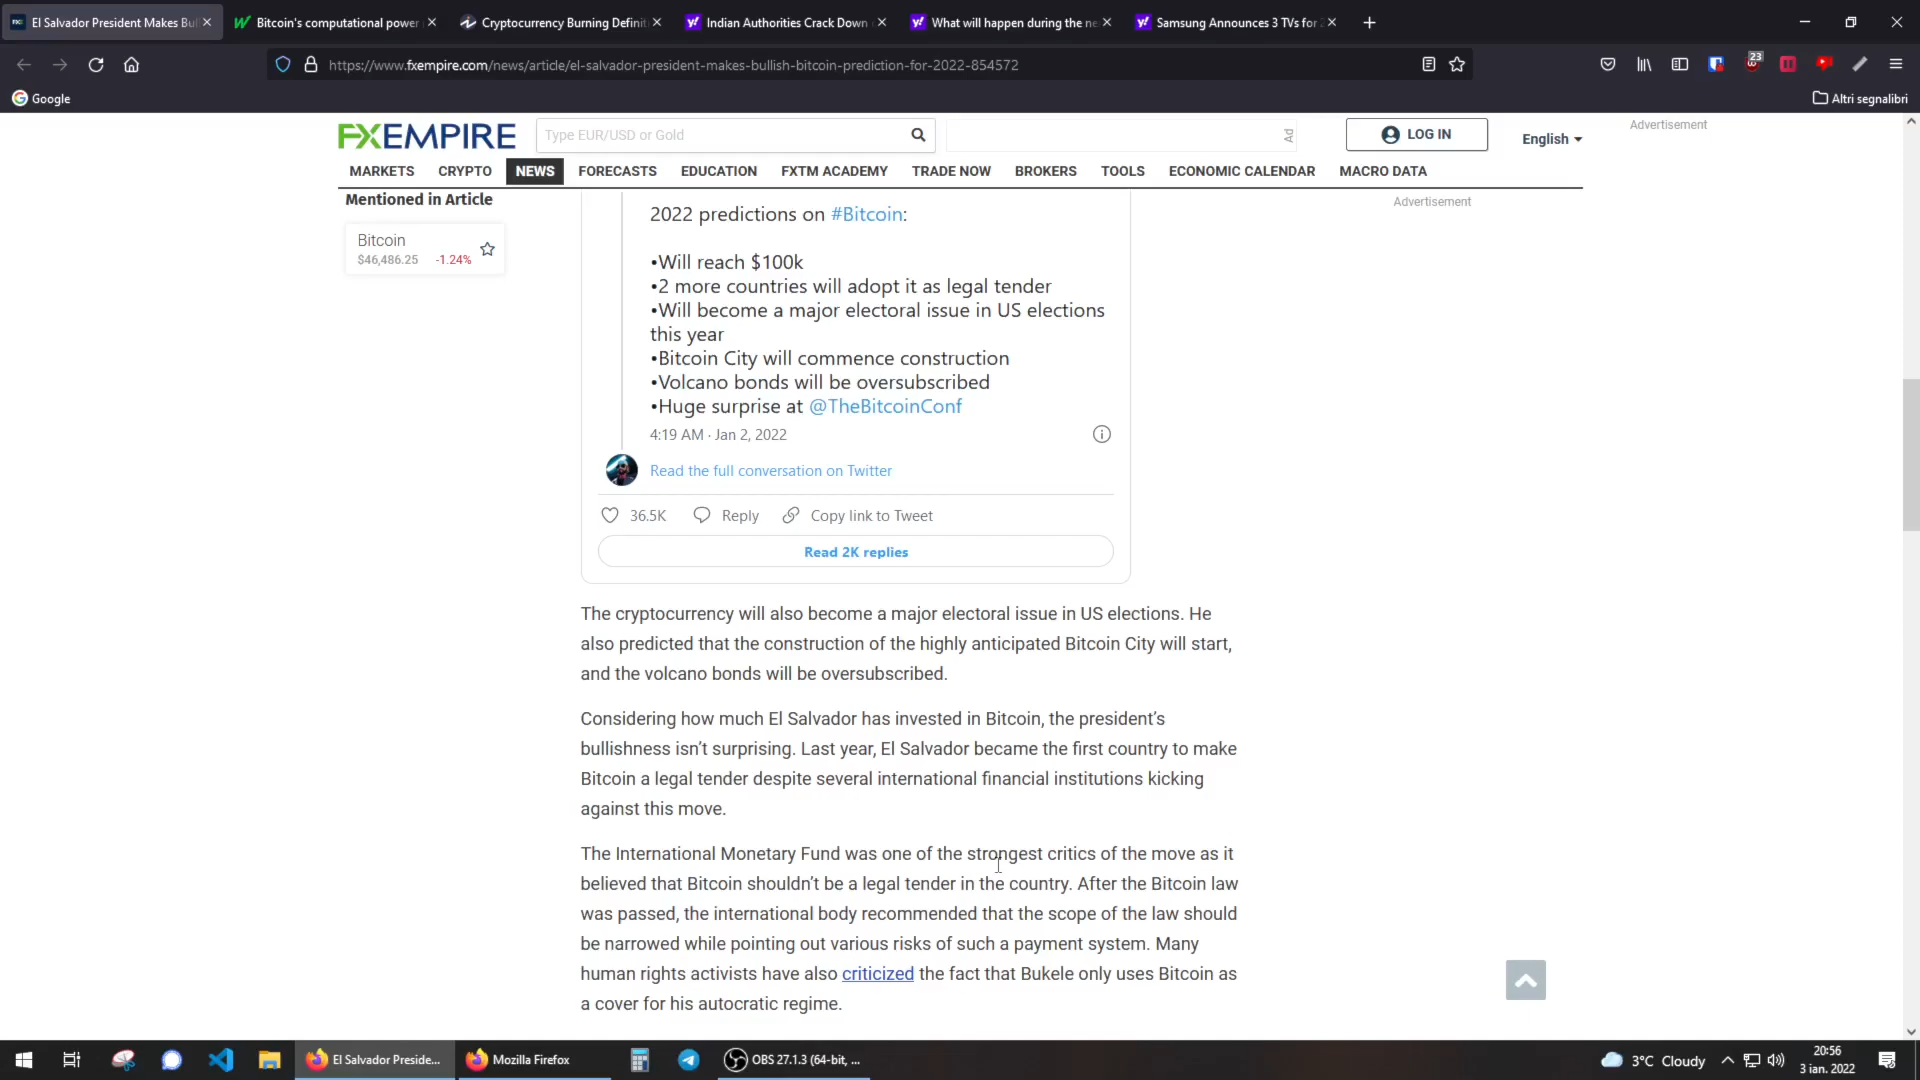 El Salvador President Makes Bul
Bitcoin's computational power
Cryptocurrency Burning Definiti
Indian Authorities Crack Down
What will happen during the ne
Samsung Announces 3 TVs for 2
https://www.fxempire.com/news/article/el-salvador-president-makes-bullish-bitcoin-prediction-for-2022-854572
23
Google
Altri segnalibri
FXEMPIRE
Type EUR/USD or Gold
Ad
LOG IN
English
Advertisement
MARKETS CRYPTO NEWS FORECASTS EDUCATION FXTM ACADEMY TRADE NOW BROKERS TOOLS ECONOMIC CALENDAR MACRO DATA
Mentioned in Article
Advertisement
Bitcoin
$46,486.25 -1.24%
2022 predictions on #Bitcoin:
•Will reach $100k
•2 more countries will adopt it as legal tender
•Will become a major electoral issue in US elections
this year
•Bitcoin City will commence construction
•Volcano bonds will be oversubscribed
•Huge surprise at @TheBitcoinConf
4:19 AM · Jan 2, 2022
Read the full conversation on Twitter
36.5K Reply Copy link to Tweet
Read 2K replies
The cryptocurrency will also become a major electoral issue in US elections. He
also predicted that the construction of the highly anticipated Bitcoin City will start,
and the volcano bonds will be oversubscribed.
Considering how much El Salvador has invested in Bitcoin, the president's
bullishness isn't surprising. Last year, El Salvador became the first country to make
Bitcoin a legal tender despite several international financial institutions kicking
against this move.
The International Monetary Fund was one of the strongest critics of the move as it
believed that Bitcoin shouldn't be a legal tender in the country. After the Bitcoin law
was passed, the international body recommended that the scope of the law should
be narrowed while pointing out various risks of such a payment system. Many
human rights activists have also criticized the fact that Bukele only uses Bitcoin as
a cover for his autocratic regime.
El Salvador Preside...
Mozilla Firefox
OBS 27.1.3 (64-bit, ...
3°C Cloudy
20:56
3 ian. 2022